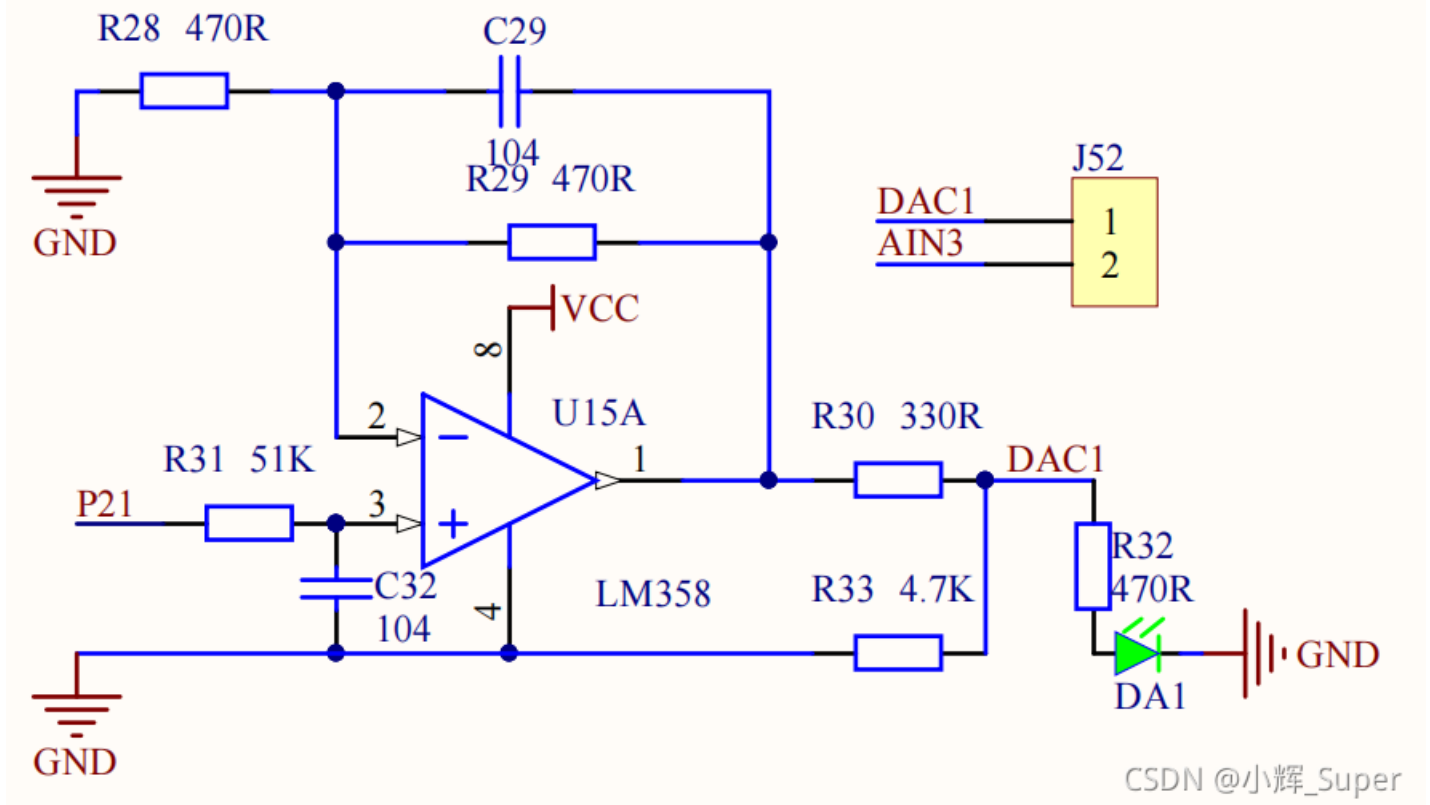 R28 470R
C29
104
R29 470R
GND
J52
DAC1
1
AIN3
2
VCC
8
U15A
2
R30 330R
R31 51K
1
DAC1
P21
3
R32
470R
C32
104
4
LM358
R33 4.7K
GND
DA1
GND
CSDN @小辉_Super